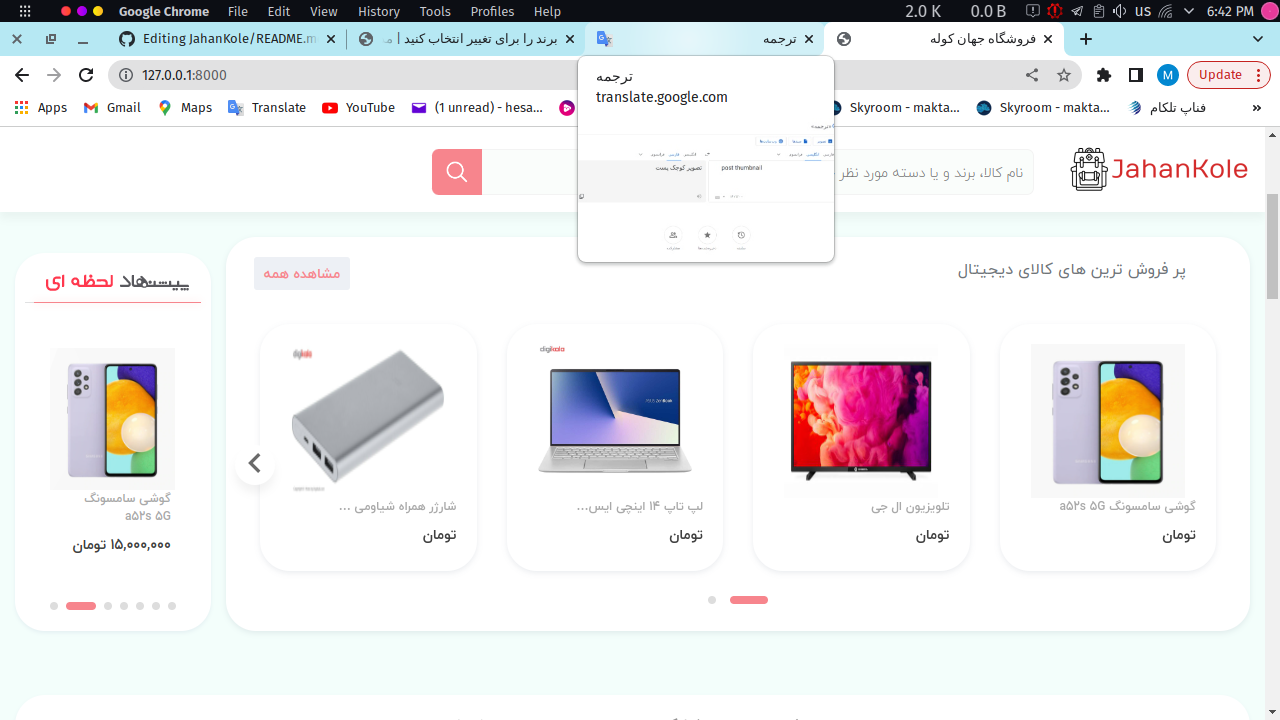 Google Chrome File Edit View History Tools Profiles Help 2.0 K 0.0 B us 6:42 PM
Editing JahanKole/README.m
برند را برای تغییر انتخاب کنید | ما
ترجمه
فروشگاه جهان کوله
127.0.0.1:8000
M
Update
Apps Gmail Maps Translate YouTube (1 unread) - hesa... Skyroom - makta... Skyroom - makta... فناپ تلکام »
ترجمه
translate.google.com
تصویر کوچک پست
post thumbnail
نام کالا، برند و یا دسته مورد نظر
JahanKole
پر فروش ترین های کالای دیجیتال
مشاهده همه
گوشی سامسونگ a52s 5G
تومان
تلویزیون ال جی
تومان
digikala
ASUS ZenBook
لپ تاپ ۱۴ اینچی ایس...
تومان
digikala
شارژر همراه شیاومی ...
تومان
پیشنهاد لحظه ای
گوشی سامسونگ
a52s 5G
۱۵,۰۰۰,۰۰۰ تومان